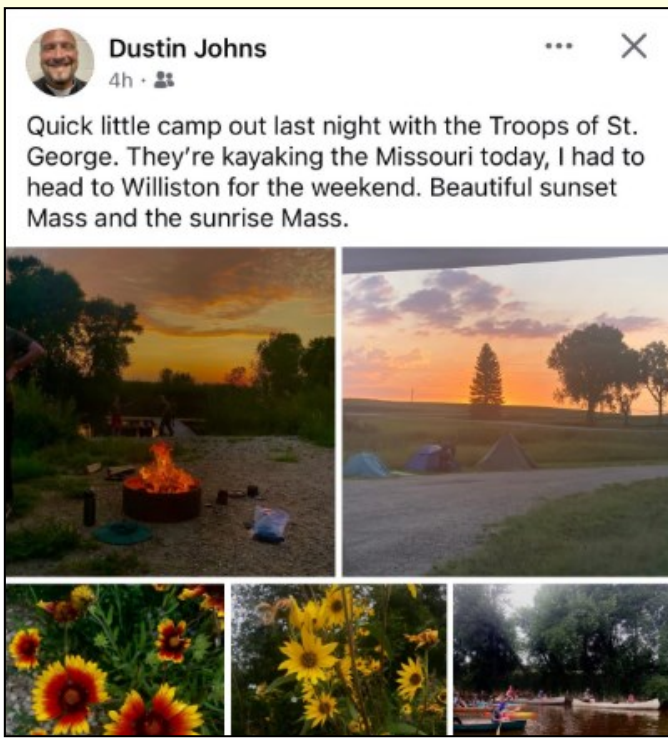 Dustin Johns
4h ·
Quick little camp out last night with the Troops of St.
George. They're kayaking the Missouri today, I had to
head to Williston for the weekend. Beautiful sunset
Mass and the sunrise Mass.